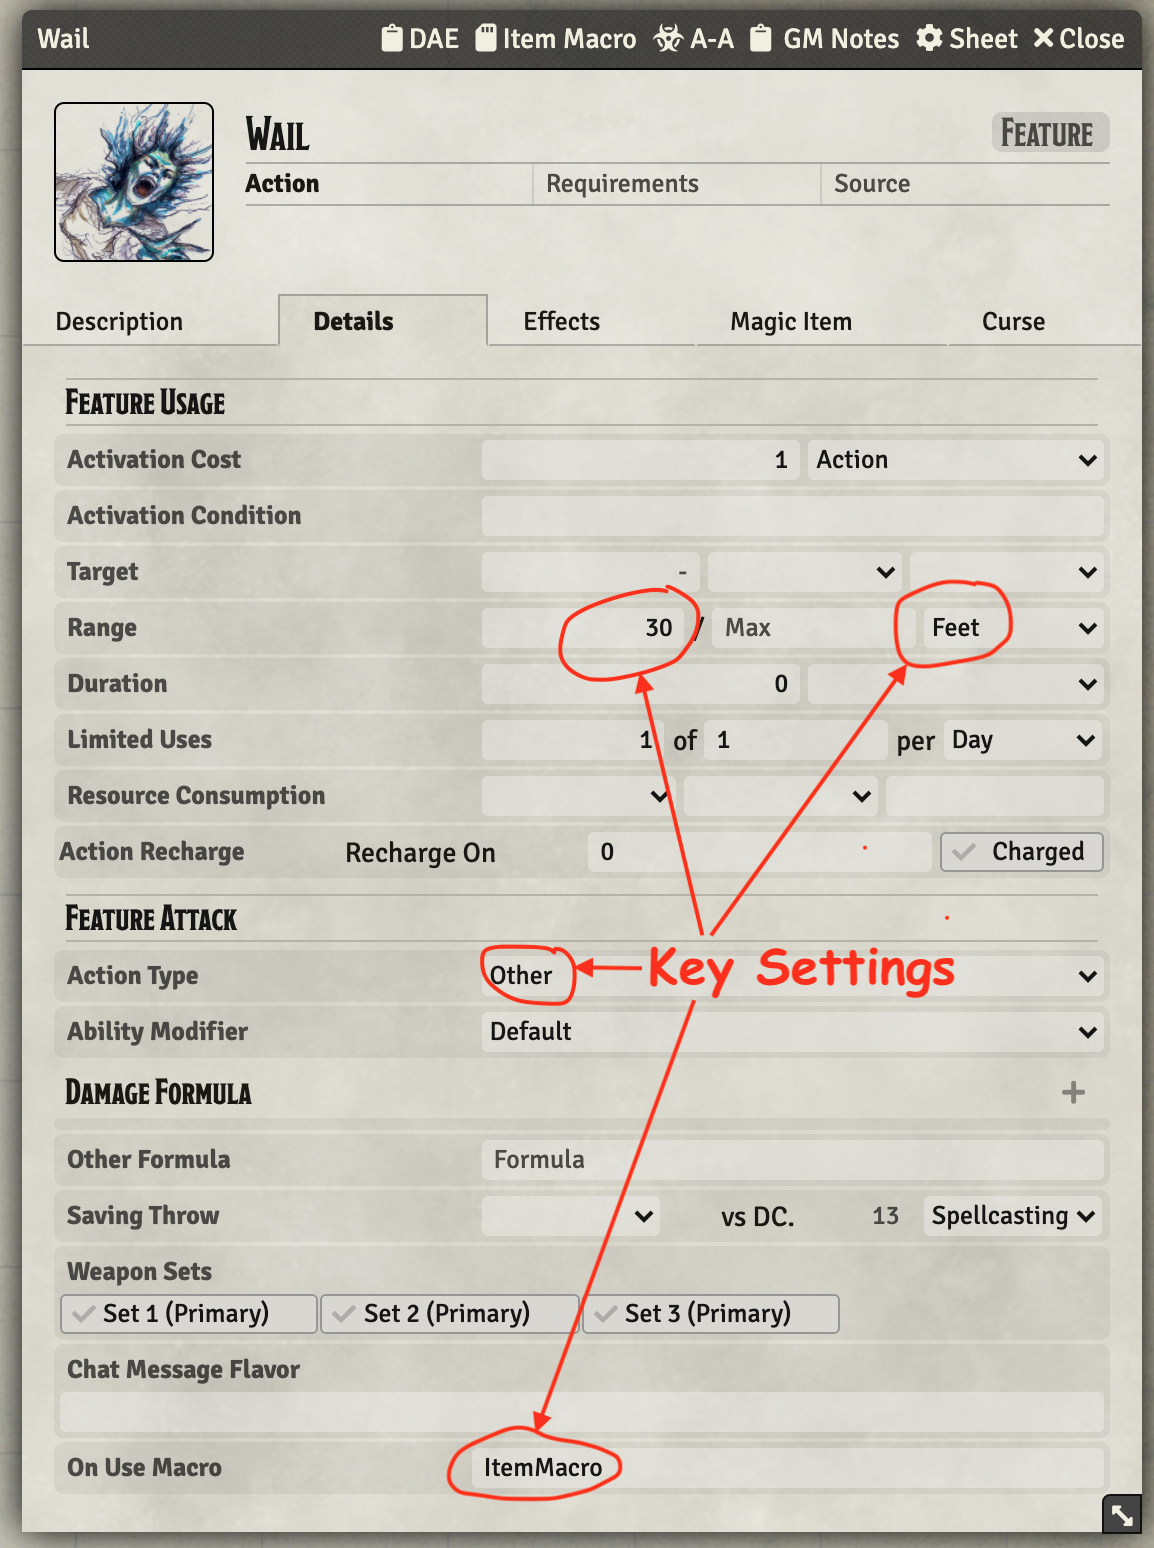 Wail DAE Item Macro A-A GM Notes Sheet Close
Wail Feature
Action Requirements Source
Description Details Effects Magic Item Curse
Feature Usage
Activation Cost 1 Action
Activation Condition
Target -
Range 30 / Max Feet
Duration 0
Limited Uses 1 of 1 per Day
Resource Consumption
Action Recharge Recharge On 0 Charged
Feature Attack
Action Type Other Key Settings
Ability Modifier Default
Damage Formula +
Other Formula Formula
Saving Throw vs DC. 13 Spellcasting
Weapon Sets
Set 1 (Primary) Set 2 (Primary) Set 3 (Primary)
Chat Message Flavor
On Use Macro ItemMacro